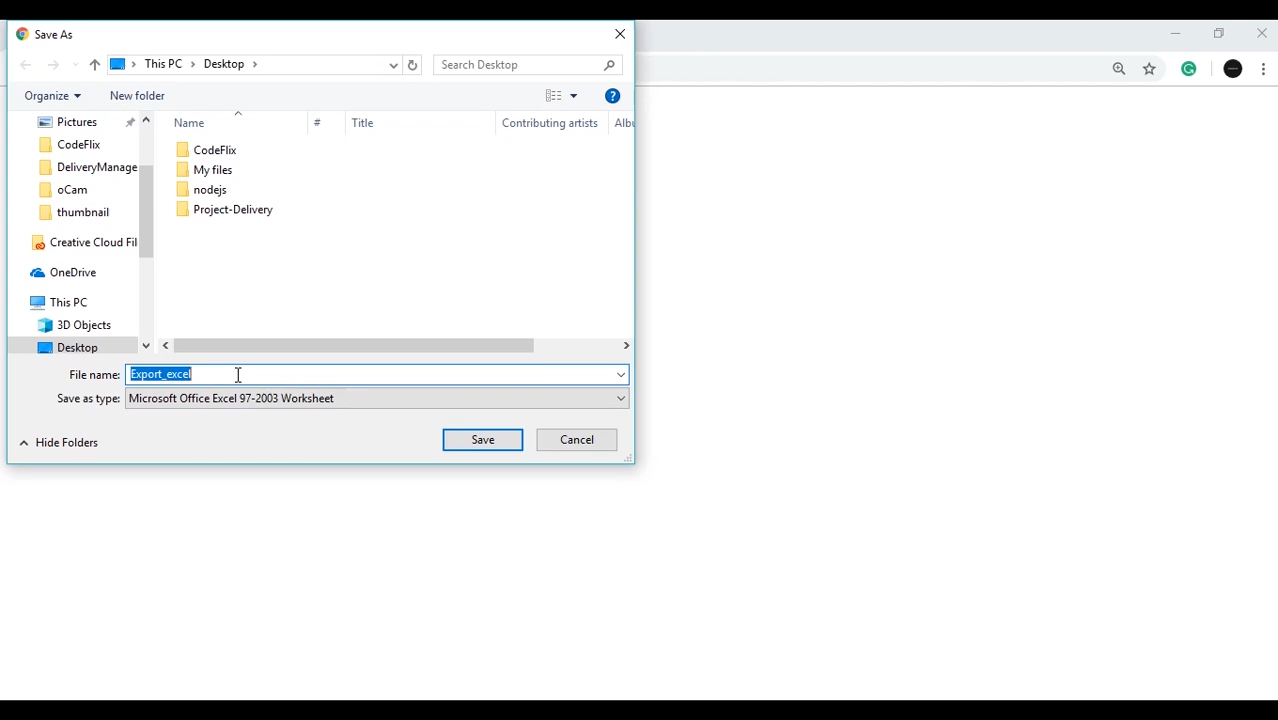 Save As
This PC
Desktop
Search Desktop
Organize
New folder
?
Pictures
CodeFlix
DeliveryManage
oCam
thumbnail
Creative Cloud Fil
OneDrive
This PC
3D Objects
Desktop
Name
#
Title
Contributing artists
Albu
CodeFlix
My files
nodejs
Project-Delivery
File name:
Export_excel
Save as type:
Microsoft Office Excel 97-2003 Worksheet
Hide Folders
Save
Cancel